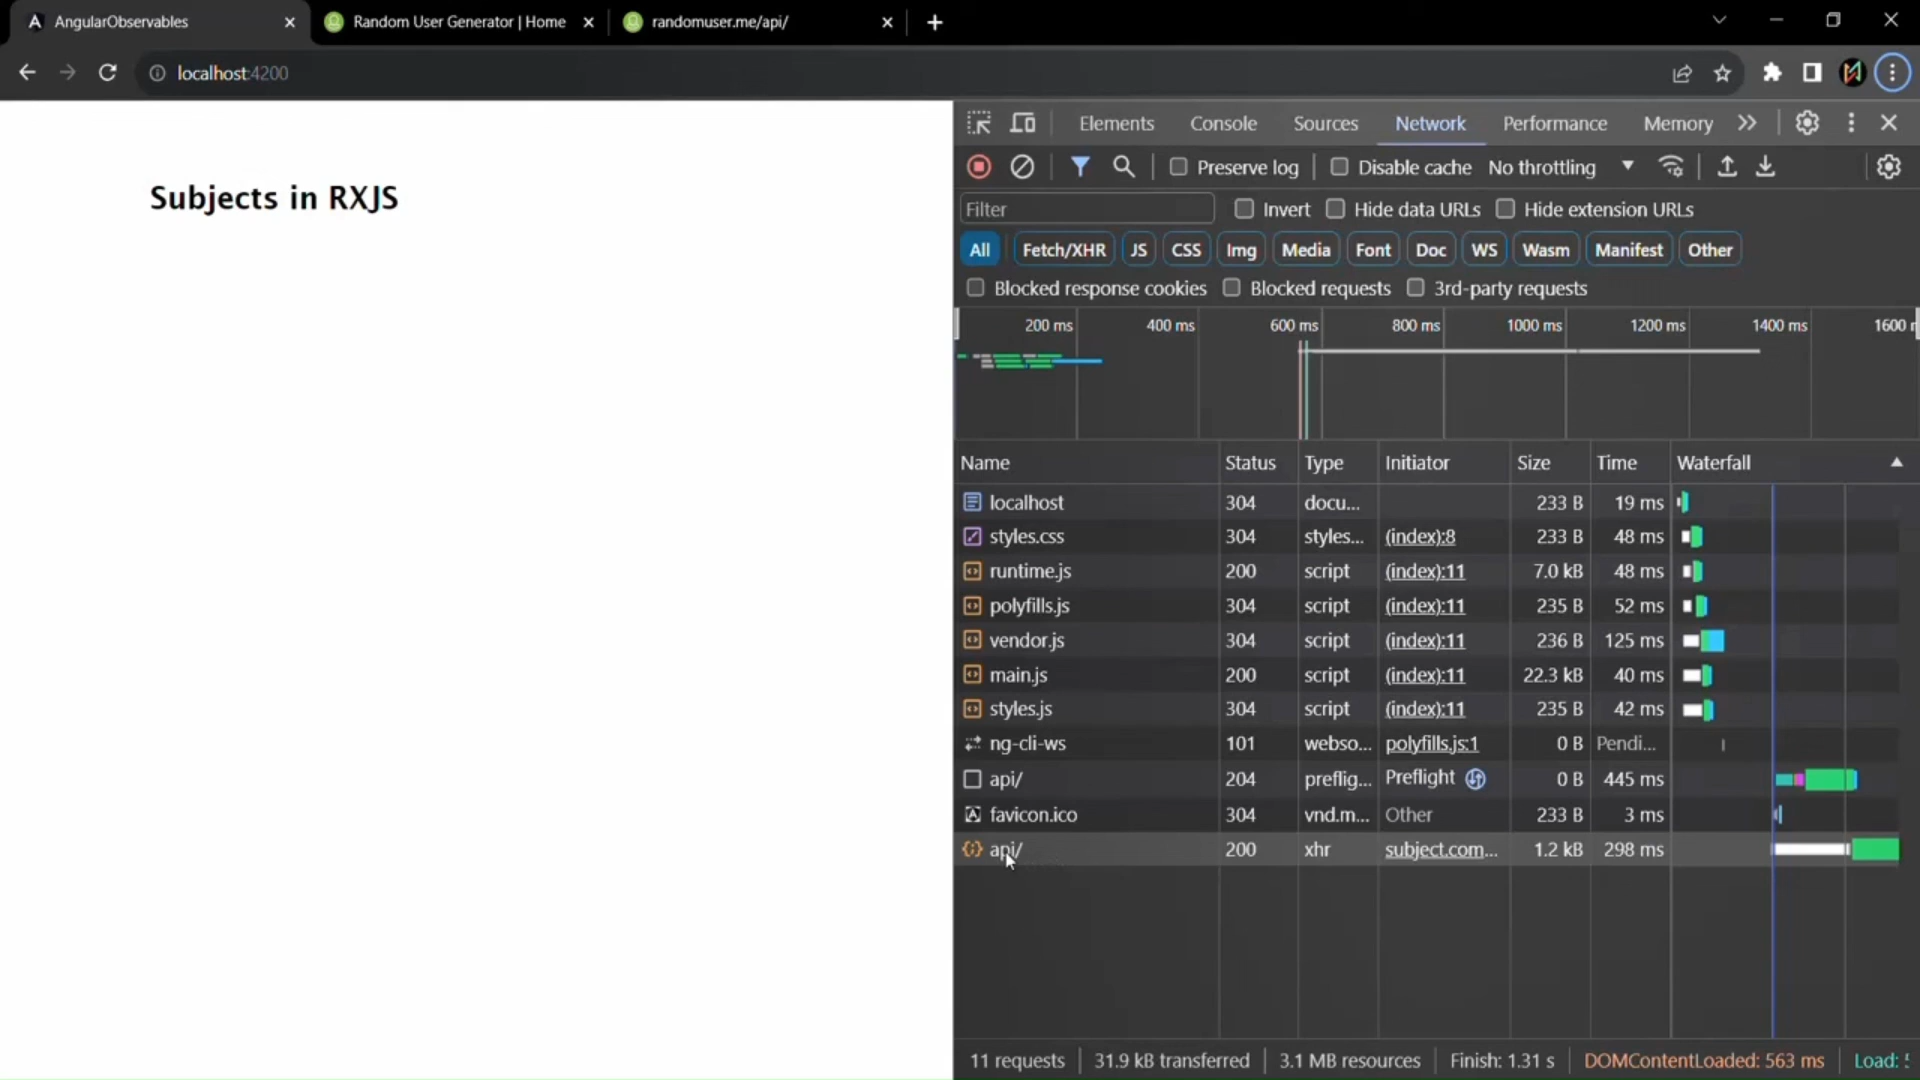 AngularObservables
Random User Generator | Home
randomuser.me/api/
localhost:4200
Subjects in RXJS
Elements Console Sources Network Performance Memory
Preserve log Disable cache No throttling
Filter Invert Hide data URLs Hide extension URLs
All Fetch/XHR JS CSS Img Media Font Doc WS Wasm Manifest Other
Blocked response cookies Blocked requests 3rd-party requests
200 ms 400 ms 600 ms 800 ms 1000 ms 1200 ms 1400 ms 1600
Name Status Type Initiator Size Time Waterfall
localhost 304 docu... 233 B 19 ms
styles.css 304 styles... (index):8 233 B 48 ms
runtime.js 200 script (index):11 7.0 kB 48 ms
polyfills.js 304 script (index):11 235 B 52 ms
vendor.js 304 script (index):11 236 B 125 ms
main.js 200 script (index):11 22.3 kB 40 ms
styles.js 304 script (index):11 235 B 42 ms
ng-cli-ws 101 webso... polyfills.js:1 0 B Pendi...
api/ 204 preflig... Preflight 0 B 445 ms
favicon.ico 304 vnd.m... Other 233 B 3 ms
api/ 200 xhr subject.com... 1.2 kB 298 ms
11 requests 31.9 kB transferred 3.1 MB resources Finish: 1.31 s DOMContentLoaded: 563 ms Load: